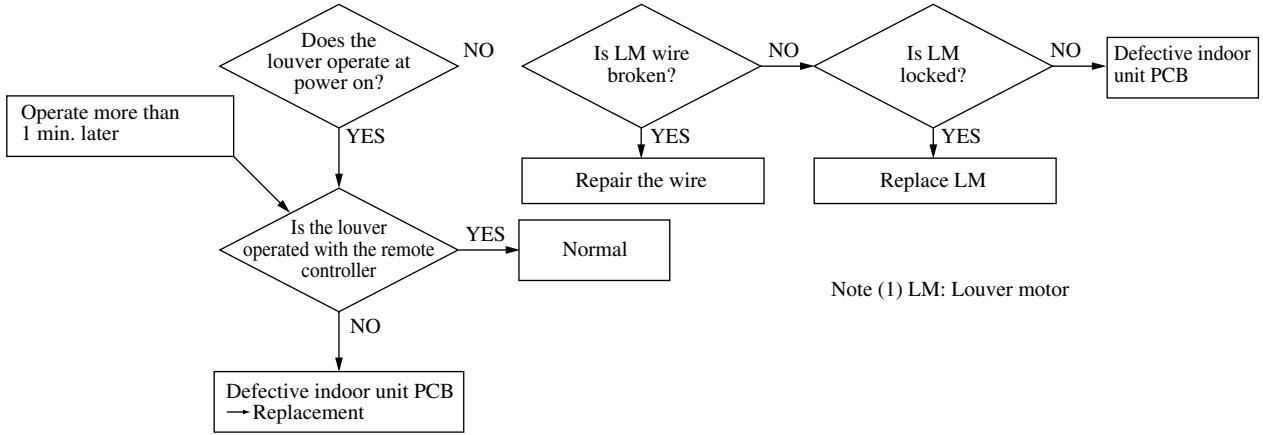 Does the
louver operate at
power on?
NO
Is LM wire
broken?
NO
Is LM
locked?
NO
Defective indoor
unit PCB
Operate more than
1 min. later
YES
YES
YES
Repair the wire
Replace LM
Is the louver
operated with the remote
controller
YES
Normal
Note (1) LM: Louver motor
NO
Defective indoor unit PCB
→Replacement